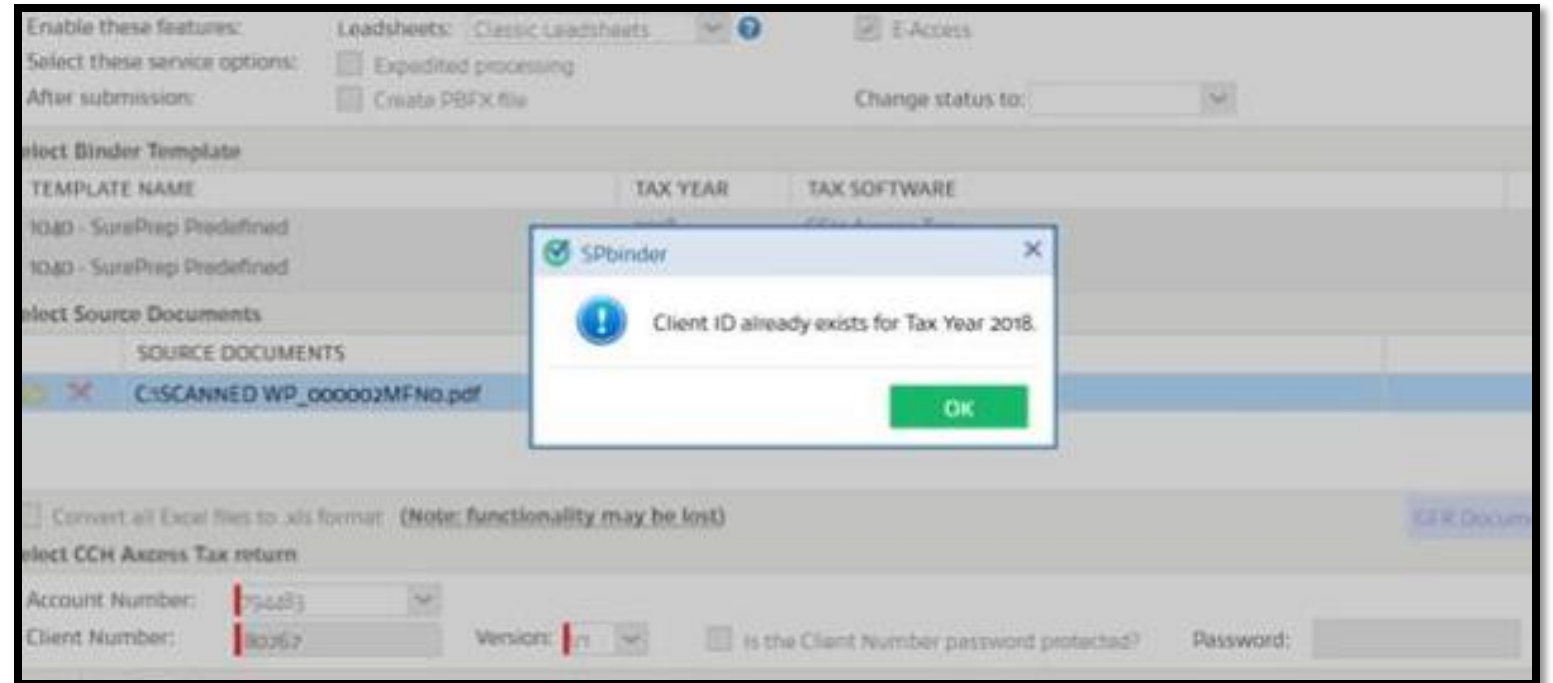 Enable these features: Leadsheets: Classic Leadsheets E-Access
Select these service options: Expedited processing
After submission: Create PBFX file Change status to:
elect Binder Template
TEMPLATE NAME TAX YEAR TAX SOFTWARE
1040 - SurePrep Predefined
1040 - SurePrep Predefined
SPbinder
Client ID already exists for Tax Year 2018.
OK
elect Source Documents
SOURCE DOCUMENTS
C:\SCANNED WP_000002MFN0.pdf
Convert all Excel files to .xls format (Note: functionality may be lost)
elect CCH Axcess Tax return
Account Number: 794483
Client Number: 80267 Version: Is the Client Number password protected? Password: